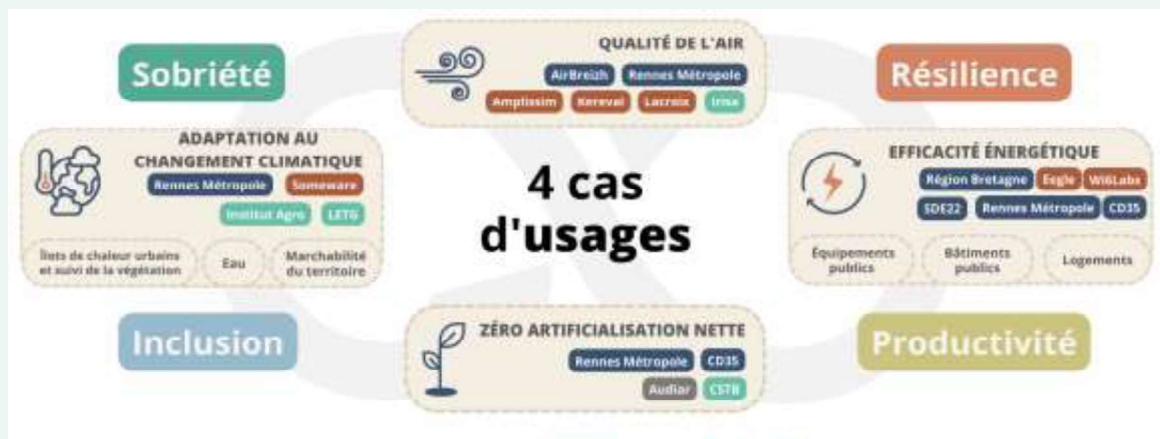 Sobriété
QUALITÉ DE L'AIR
AirBreizh Rennes Métropole
Amplissim Kereval Lacroix Irisa
Résilience
ADAPTATION AU
CHANGEMENT CLIMATIQUE
Rennes Métropole Someware
Institut Agro LETG
Îlots de chaleur urbains
et suivi de la végétation
Eau
Marchabilité
du territoire
4 cas
d'usages
EFFICACITÉ ÉNERGÉTIQUE
Région Bretagne Eegle Wi6Labs
SDE22 Rennes Métropole CD35
Équipements
publics
Bâtiments
publics
Logements
Inclusion
ZÉRO ARTIFICIALISATION NETTE
Rennes Métropole CD35
Audiar CSTB
Productivité